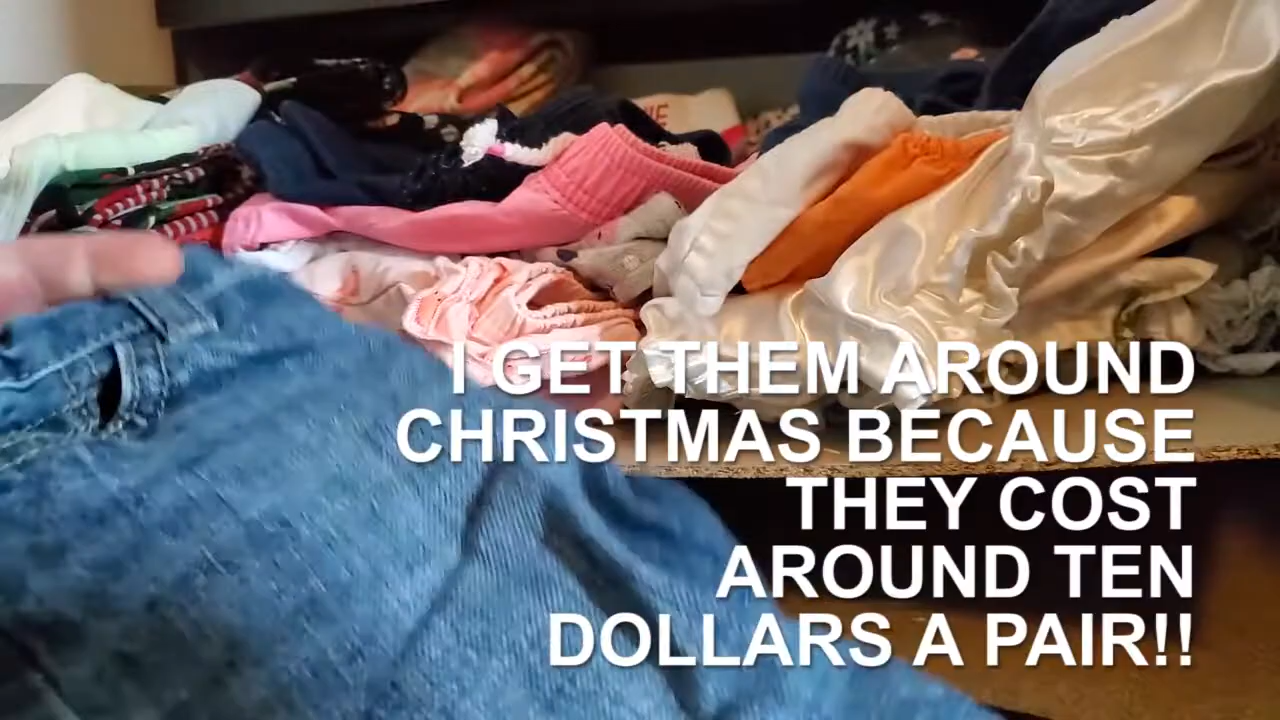 I GET THEM AROUND
CHRISTMAS BECAUSE
THEY COST
AROUND TEN
DOLLARS A PAIR!!